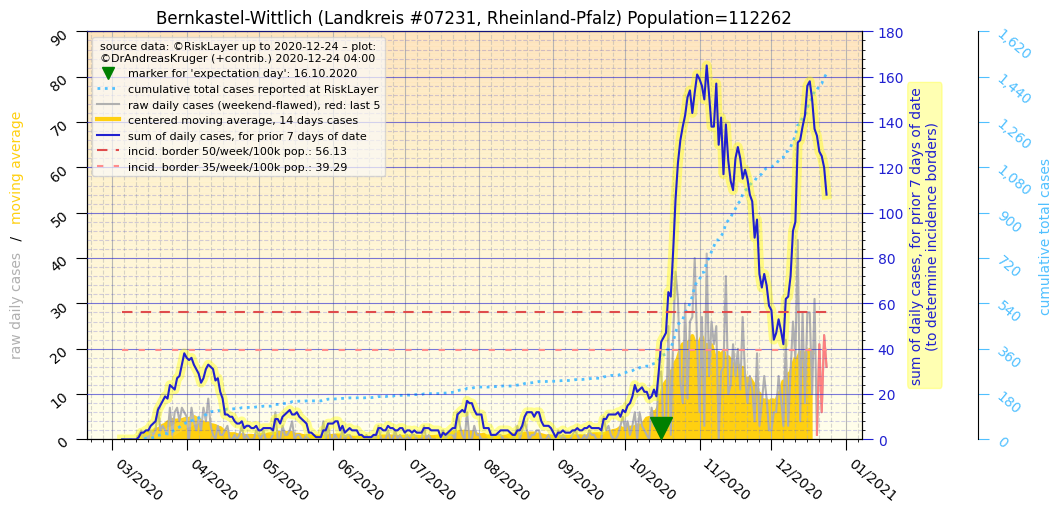 Bernkastel-Wittlich (Landkreis #07231, Rheinland-Pfalz) Population=112262
source data: ©RiskLayer up to 2020-12-24 – plot:
©DrAndreasKruger (+contrib.) 2020-12-24 04:00
marker for 'expectation day': 16.10.2020
cumulative total cases reported at RiskLayer
raw daily cases (weekend-flawed), red: last 5
centered moving average, 14 days cases
sum of daily cases, for prior 7 days of date
incid. border 50/week/100k pop.: 56.13
incid. border 35/week/100k pop.: 39.29
raw daily cases / moving average
90
80
70
60
50
40
30
20
10
0
03/2020
04/2020
05/2020
06/2020
07/2020
08/2020
09/2020
10/2020
11/2020
12/2020
01/2021
180
160
140
120
100
80
60
40
20
0
sum of daily cases, for prior 7 days of date
(to determine incidence borders)
1,620
1,440
1,260
1,080
900
720
540
360
180
0
cumulative total cases